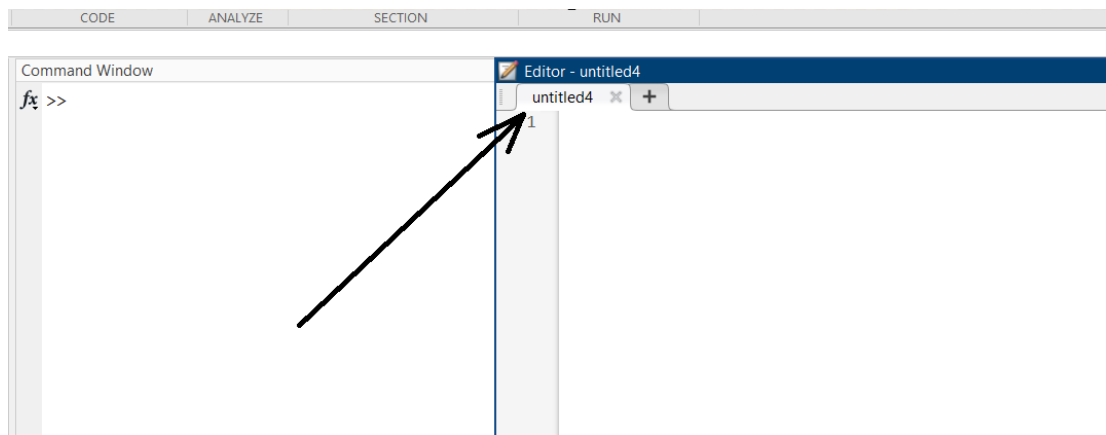 CODE ANALYZE SECTION RUN
Command Window
fx >>
Editor - untitled4
untitled4
1